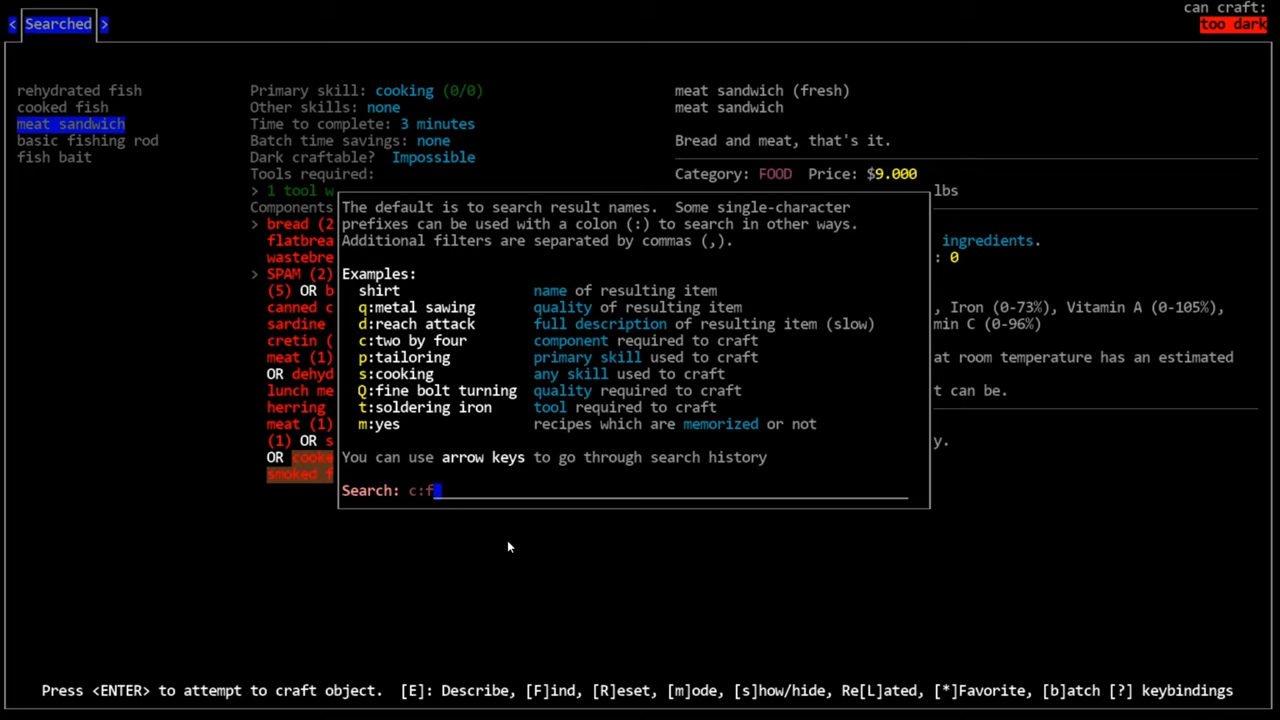 can craft:
< Searched >
too dark
rehydrated fish
cooked fish
meat sandwich
basic fishing rod
fish bait
Primary skill: cooking (0/0)
Other skills: none
Time to complete: 3 minutes
Batch time savings: none
Dark craftable? Impossible
Tools required:
> 1 tool w
Components
> bread (2
flatbrea
wastebre
> SPAM (2)
(5) OR b
canned c
sardine
cretin (
meat (1)
OR dehyd
lunch me
herring
meat (1)
(1) OR s
OR cooke
smoked f
The default is to search result names. Some single-character
prefixes can be used with a colon (:) to search in other ways.
Additional filters are separated by commas (,).
Examples:
shirt name of resulting item
q:metal sawing quality of resulting item
d:reach attack full description of resulting item (slow)
c:two by four component required to craft
p:tailoring primary skill used to craft
s:cooking any skill used to craft
Q:fine bolt turning quality required to craft
t:soldering iron tool required to craft
m:yes recipes which are memorized or not
You can use arrow keys to go through search history
Search: c:f
meat sandwich (fresh)
meat sandwich
Bread and meat, that's it.
Category: FOOD Price: $9.000
lbs
ingredients.
: 0
, Iron (0-73%), Vitamin A (0-105%),
min C (0-96%)
at room temperature has an estimated
t can be.
y.
Press <ENTER> to attempt to craft object. [E]: Describe, [F]ind, [R]eset, [m]ode, [s]how/hide, Re[L]ated, [*]Favorite, [b]atch [?] keybindings